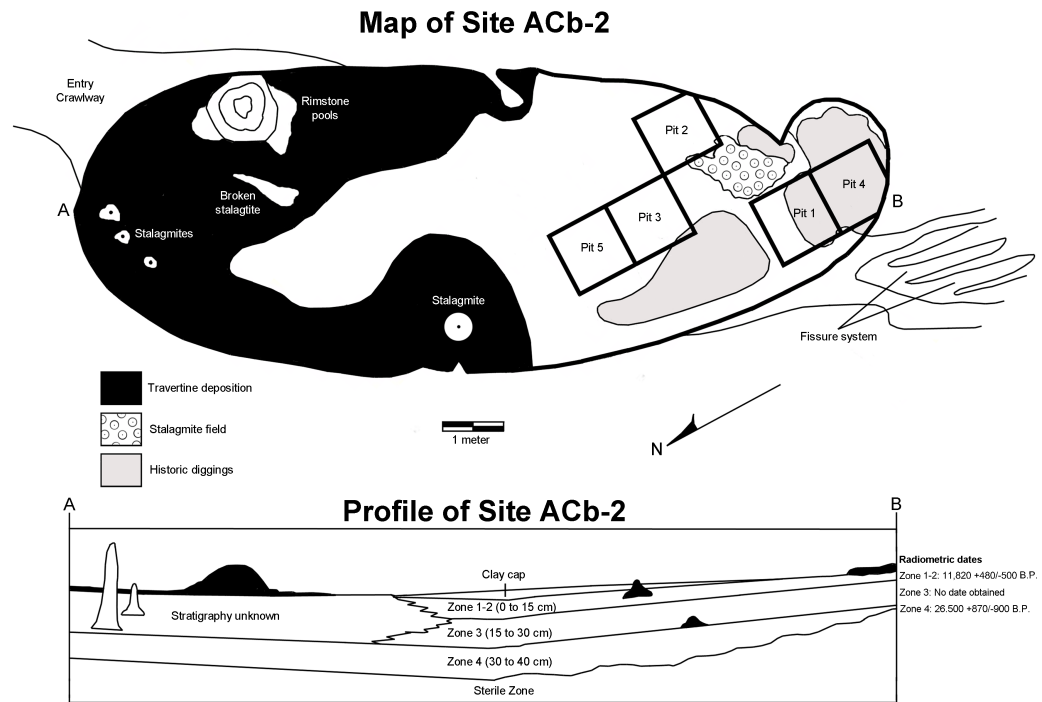 Map of Site ACb-2
Entry
Crawlway
Rimstone
pools
Pit 2
Pit 4
Broken
stalagtite
A
B
Pit 1
Pit 3
Stalagmites
Pit 5
Stalagmite
Fissure system
Travertine deposition
Stalagmite field
1 meter
N
Historic diggings
A
B
Profile of Site ACb-2
Radiometric dates
Clay cap
Zone 1-2: 11,820 +480/-500 B.P.
Zone 3: No date obtained
Zone 4: 26.500 +870/-900 B.P.
Zone 1-2 (0 to 15 cm)
Stratigraphy unknown
Zone 3 (15 to 30 cm)
Zone 4 (30 to 40 cm)
Sterile Zone